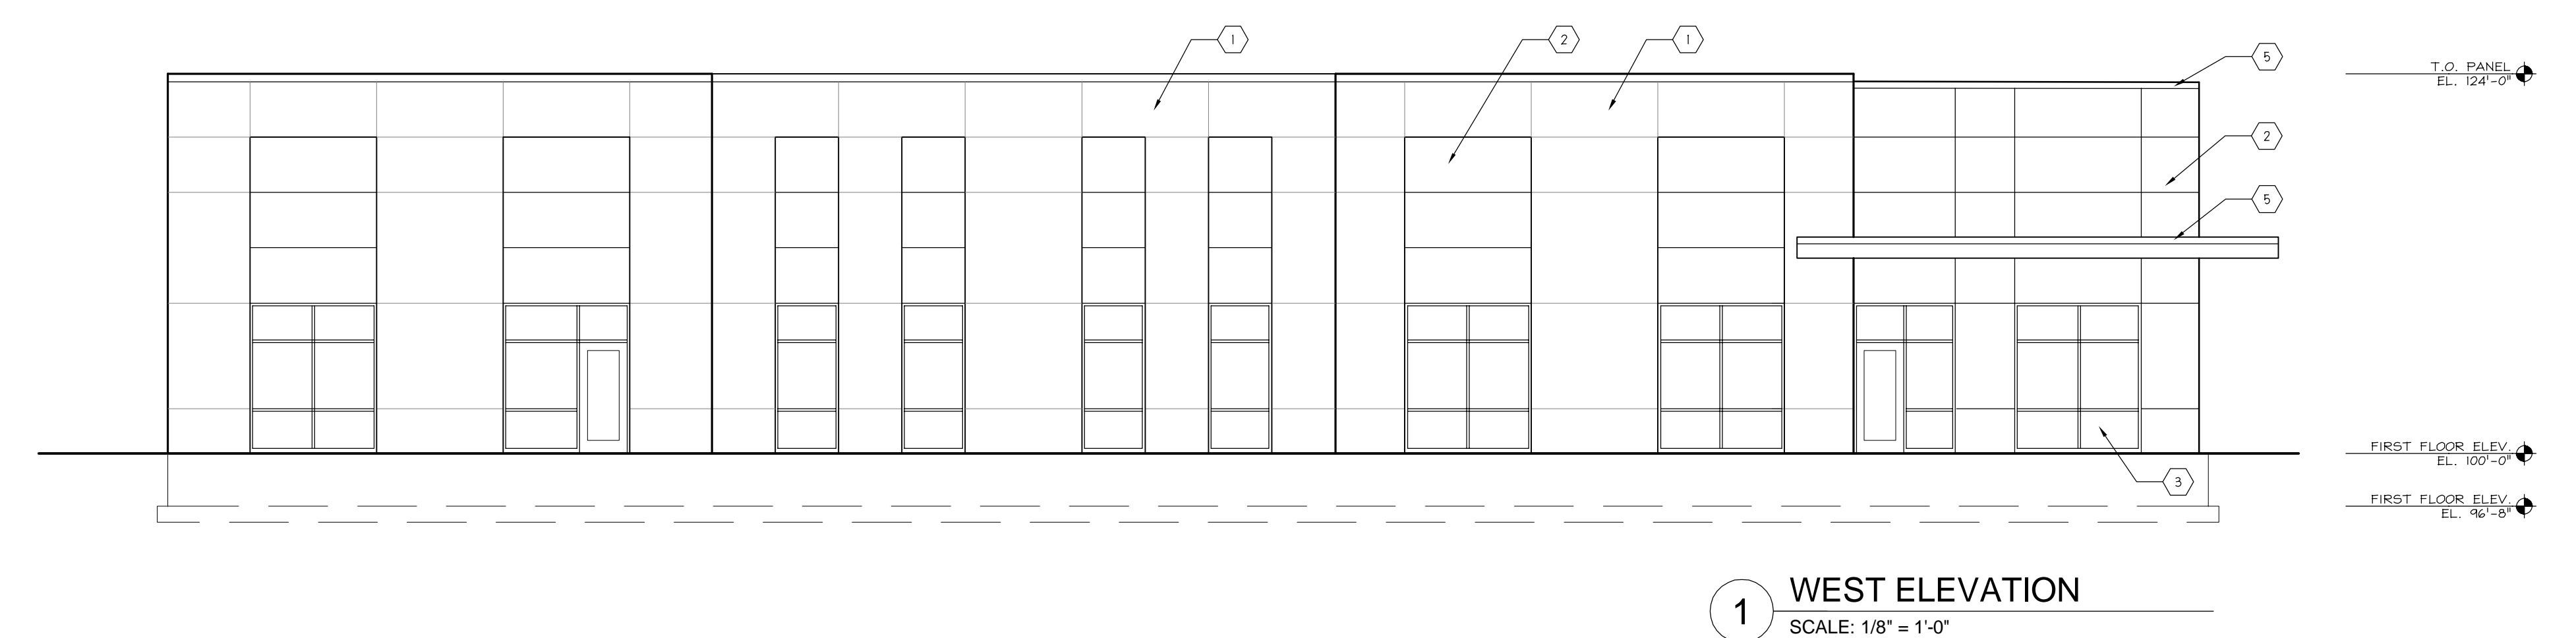 1
2
1
5
T.O. PANEL
EL. 124'-0"
2
5
FIRST FLOOR ELEV.
EL. 100'-0"
3
FIRST FLOOR ELEV.
EL. 96'-8"
1
WEST ELEVATION
SCALE: 1/8" = 1'-0"